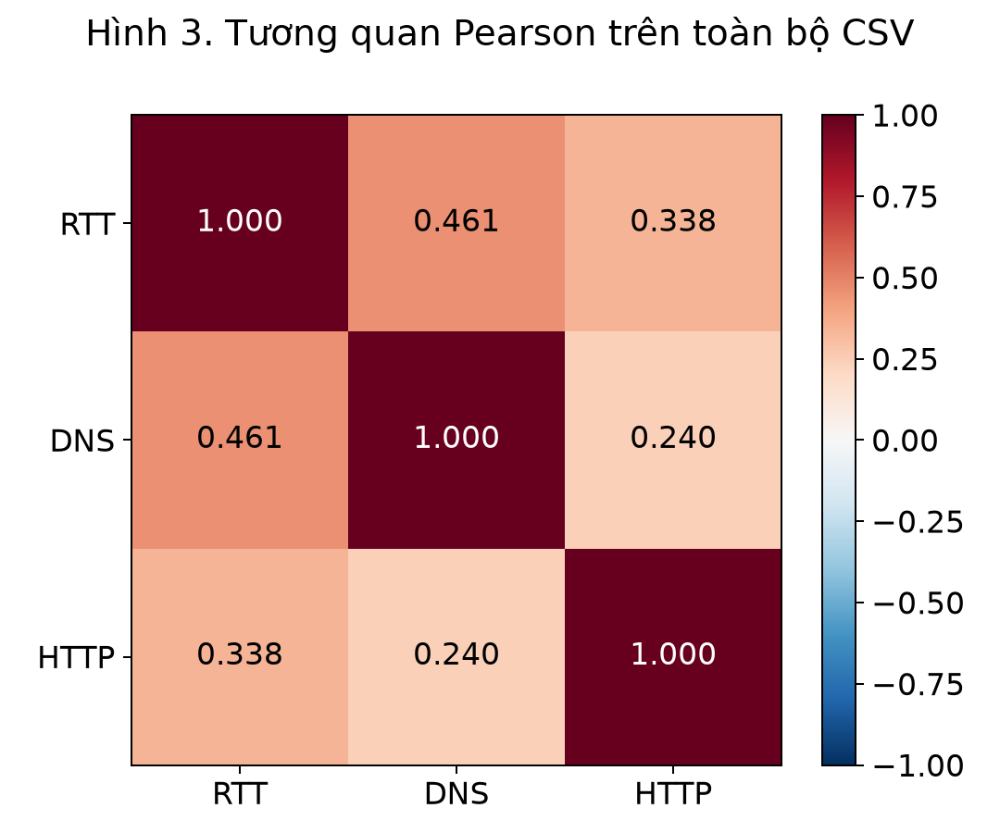 Hình 3. Tương quan Pearson trên toàn bộ CSV
1.00
0.75
0.50
0.25
0.00
−0.25
−0.50
−0.75
−1.00
RTT 1.000 0.461 0.338
DNS 0.461 1.000 0.240
HTTP 0.338 0.240 1.000
RTT DNS HTTP